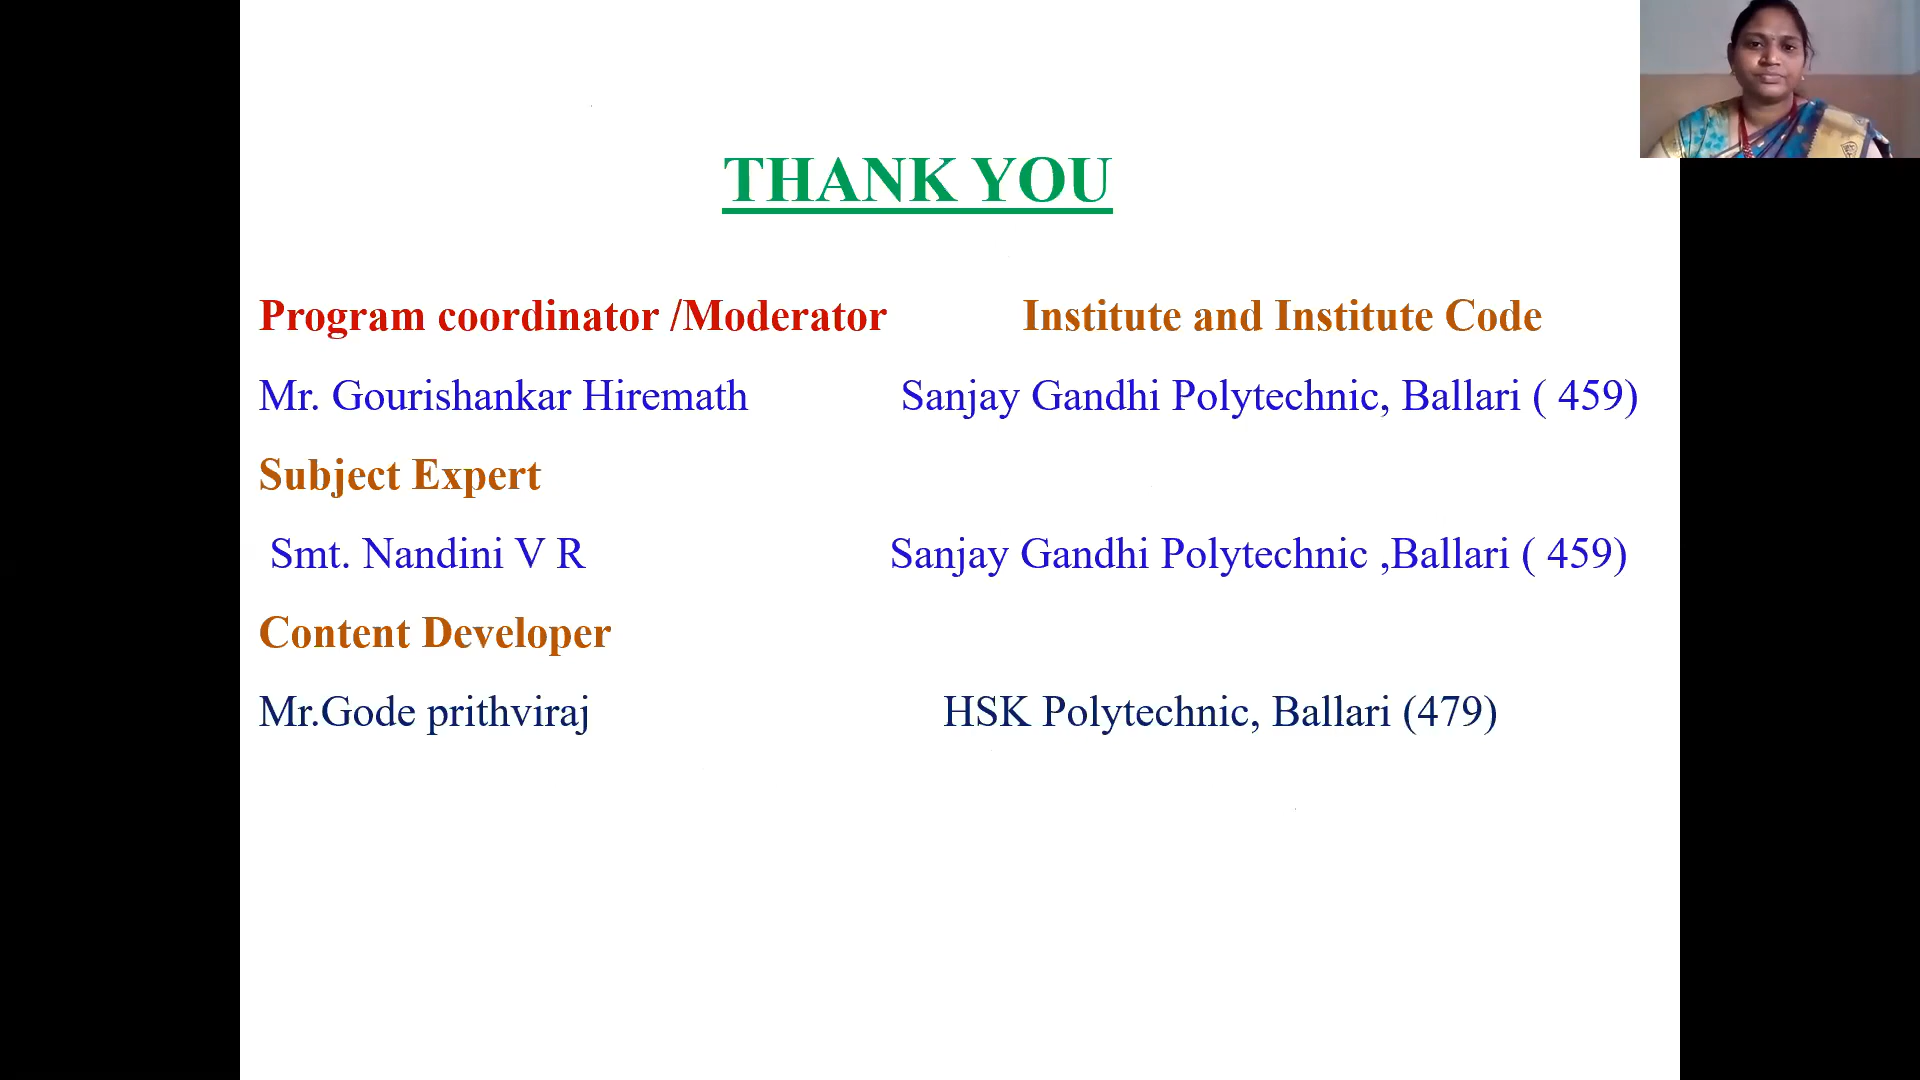 THANK YOU
Program coordinator /Moderator Institute and Institute Code
Mr. Gourishankar Hiremath Sanjay Gandhi Polytechnic, Ballari ( 459)
Subject Expert
Smt. Nandini V R Sanjay Gandhi Polytechnic ,Ballari ( 459)
Content Developer
Mr.Gode prithviraj HSK Polytechnic, Ballari (479)